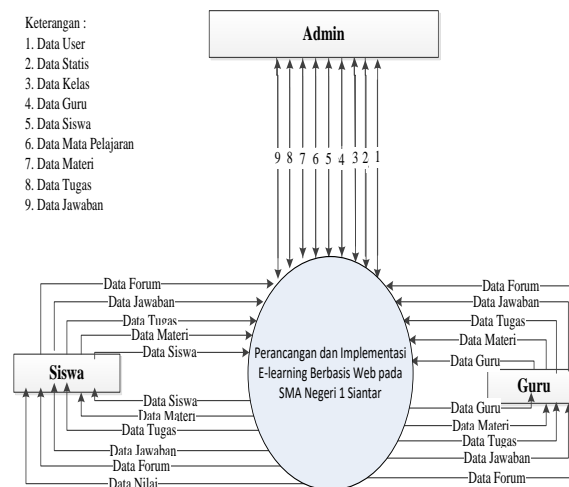 Keterangan :
1. Data User
2. Data Statis
3. Data Kelas
4. Data Guru
5. Data Siswa
6. Data Mata Pelajaran
7. Data Materi
8. Data Tugas
9. Data Jawaban
Admin
9 8 7 6 5 4 3 2 1
Data Forum
Data Jawaban
Data Tugas
Data Materi
Data Siswa
Siswa
Data Siswa
Data Materi
Data Tugas
Data Jawaban
Data Forum
Data Nilai
Perancangan dan Implementasi
E-learning Berbasis Web pada
SMA Negeri 1 Siantar
Data Forum
Data Jawaban
Data Tugas
Data Materi
Data Guru
Guru
Data Guru
Data Materi
Data Tugas
Data Jawaban
Data Forum